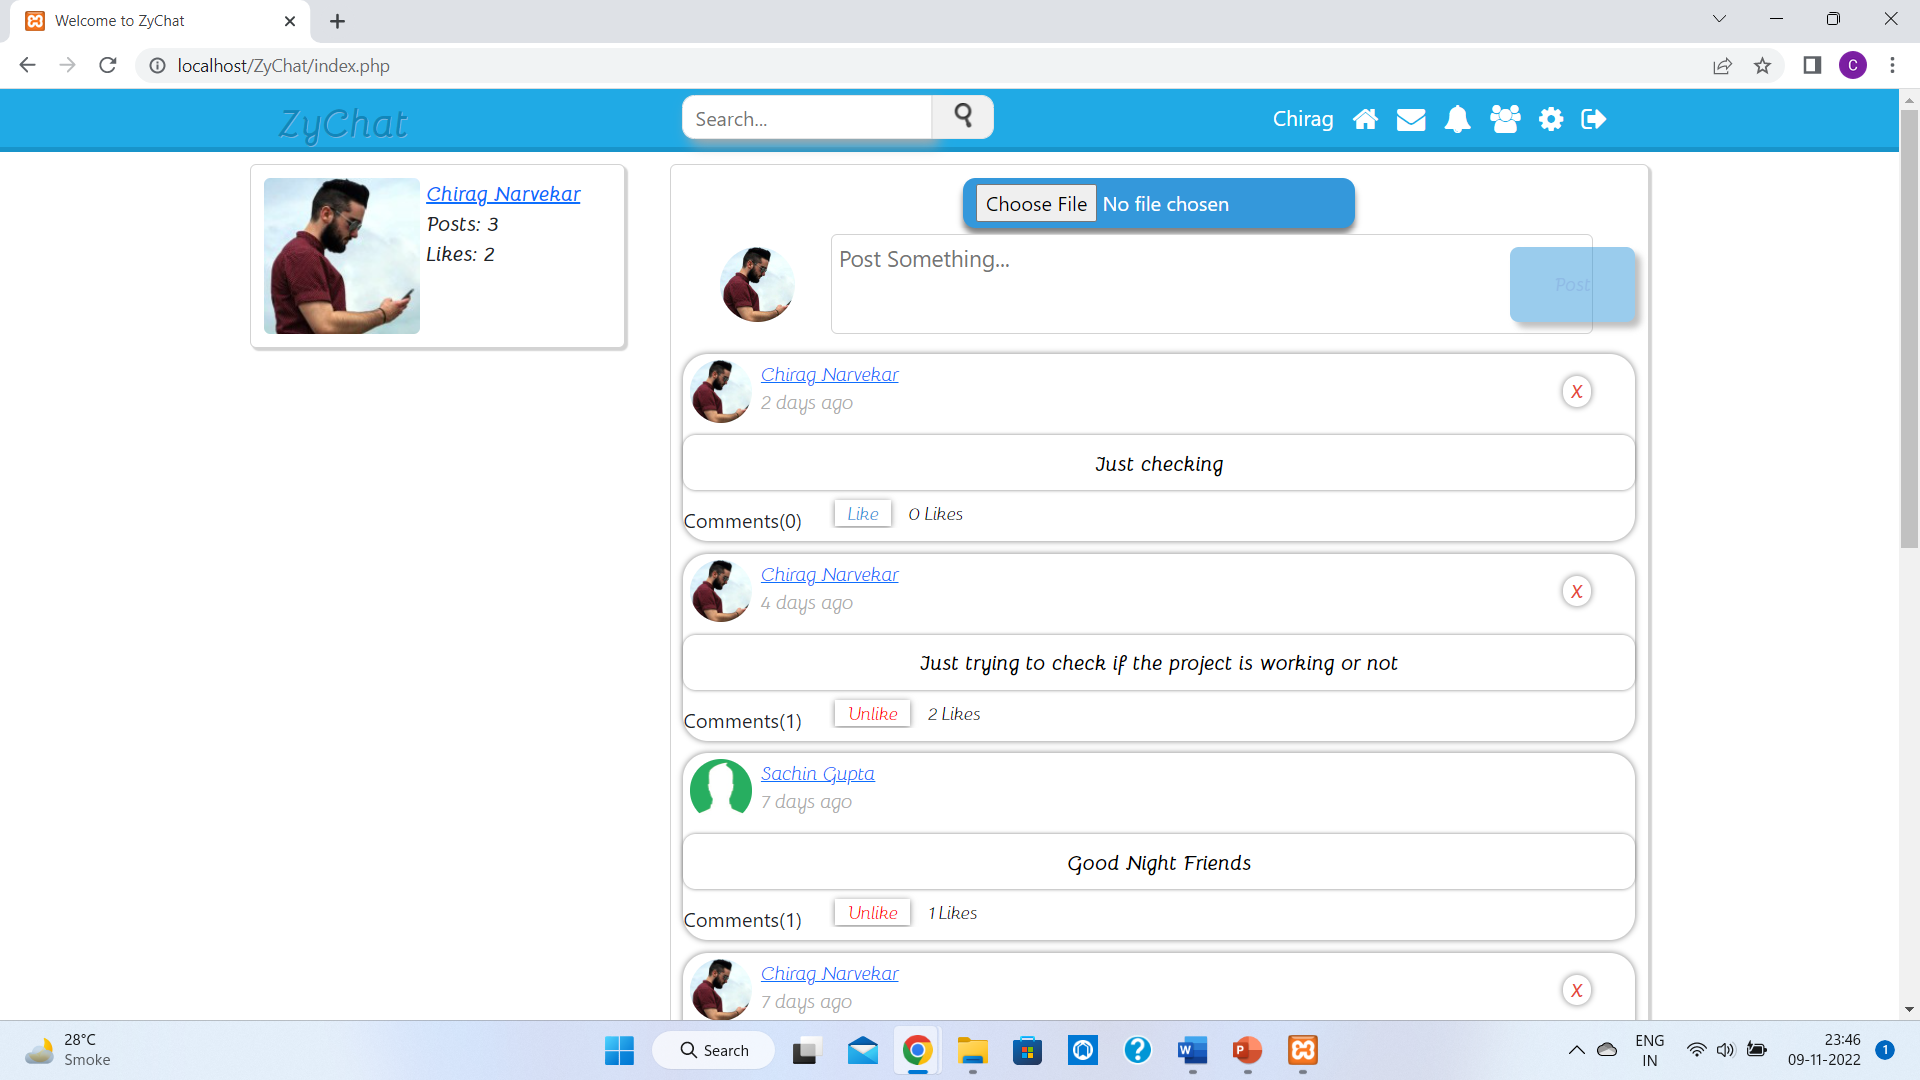 Welcome to ZyChat
localhost/ZyChat/index.php
C
ZyChat
Search...
Chirag
Chirag Narvekar
Posts: 3
Likes: 2
Choose File No file chosen
Post Something...
Post
Chirag Narvekar
2 days ago
X
Just checking
Comments(0) Like 0 Likes
Chirag Narvekar
4 days ago
X
Just trying to check if the project is working or not
Comments(1) Unlike 2 Likes
Sachin Gupta
7 days ago
Good Night Friends
Comments(1) Unlike 1 Likes
Chirag Narvekar
7 days ago
X
28°C
Smoke
Search
W
P
ENG
IN
23:46
09-11-2022
1